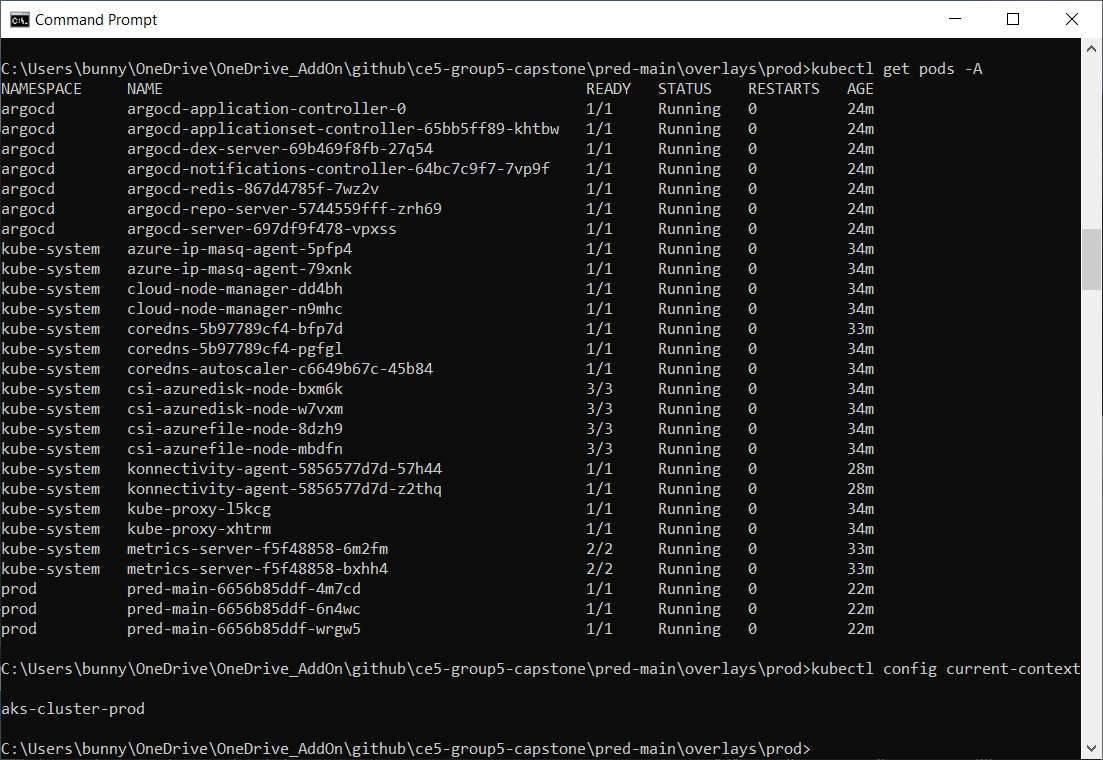 Command Prompt
C:\Users\bunny\OneDrive\OneDrive_AddOn\github\ce5-group5-capstone\pred-main\overlays\prod>kubectl get pods -A
NAMESPACE NAME READY STATUS RESTARTS AGE
argocd argocd-application-controller-0 1/1 Running 0 24m
argocd argocd-applicationset-controller-65bb5ff89-khtbw 1/1 Running 0 24m
argocd argocd-dex-server-69b469f8fb-27q54 1/1 Running 0 24m
argocd argocd-notifications-controller-64bc7c9f7-7vp9f 1/1 Running 0 24m
argocd argocd-redis-867d4785f-7wz2v 1/1 Running 0 24m
argocd argocd-repo-server-5744559fff-zrh69 1/1 Running 0 24m
argocd argocd-server-697df9f478-vpxss 1/1 Running 0 24m
kube-system azure-ip-masq-agent-5pfp4 1/1 Running 0 34m
kube-system azure-ip-masq-agent-79xnk 1/1 Running 0 34m
kube-system cloud-node-manager-dd4bh 1/1 Running 0 34m
kube-system cloud-node-manager-n9mhc 1/1 Running 0 34m
kube-system coredns-5b97789cf4-bfp7d 1/1 Running 0 33m
kube-system coredns-5b97789cf4-pgfgl 1/1 Running 0 34m
kube-system coredns-autoscaler-c6649b67c-45b84 1/1 Running 0 34m
kube-system csi-azuredisk-node-bxm6k 3/3 Running 0 34m
kube-system csi-azuredisk-node-w7vxm 3/3 Running 0 34m
kube-system csi-azurefile-node-8dzh9 3/3 Running 0 34m
kube-system csi-azurefile-node-mbdfn 3/3 Running 0 34m
kube-system konnectivity-agent-5856577d7d-57h44 1/1 Running 0 28m
kube-system konnectivity-agent-5856577d7d-z2thq 1/1 Running 0 28m
kube-system kube-proxy-l5kcg 1/1 Running 0 34m
kube-system kube-proxy-xhtrm 1/1 Running 0 34m
kube-system metrics-server-f5f48858-6m2fm 2/2 Running 0 33m
kube-system metrics-server-f5f48858-bxhh4 2/2 Running 0 33m
prod pred-main-6656b85ddf-4m7cd 1/1 Running 0 22m
prod pred-main-6656b85ddf-6n4wc 1/1 Running 0 22m
prod pred-main-6656b85ddf-wrgw5 1/1 Running 0 22m
C:\Users\bunny\OneDrive\OneDrive_AddOn\github\ce5-group5-capstone\pred-main\overlays\prod>kubectl config current-context
aks-cluster-prod
C:\Users\bunny\OneDrive\OneDrive_AddOn\github\ce5-group5-capstone\pred-main\overlays\prod>